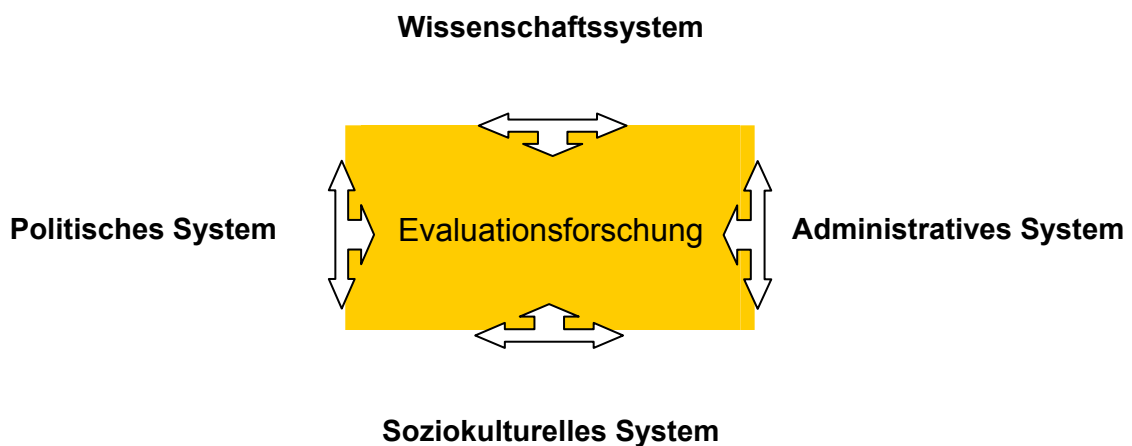 Wissenschaftssystem
Politisches System
Evaluationsforschung
Administratives System
Soziokulturelles System